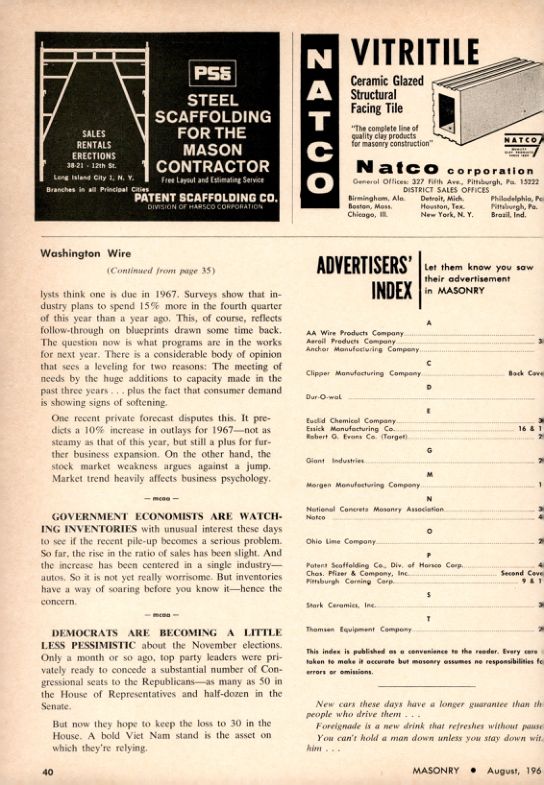 PS&
STEEL
SCAFFOLDING
FOR THE
MASON
CONTRACTOR
Free Layout and Estimating Service
SALES
RENTALS
ERECTIONS
38-21 - 12th St.
Long Island City 1, N. Y.
Branches in all Principal Cities
PATENT SCAFFOLDING CO.
DIVISION OF HARSCO CORPORATION
NATCO
VITRITILE
Ceramic Glazed
Structural
Facing Tile
"The complete line of
quality clay products
for masonry construction"
NATCO
Natco corporation
General Offices: 327 Fifth Ave., Pittsburgh, Pa. 15222
DISTRICT SALES OFFICES
Birmingham, Ala. Detroit, Mich. Philadelphia, Pa
Boston, Mass. Houston, Tex. Pittsburgh, Pa.
Chicago, Ill. New York, N. Y. Brazil, Ind.
Washington Wire
(Continued from page 35)
lysts think one is due in 1967. Surveys show that in-
dustry plans to spend 15% more in the fourth quarter
of this year than a year ago. This, of course, reflects
follow-through on blueprints drawn some time back.
The question now is what programs are in the works
for next year. There is a considerable body of opinion
that sees a leveling for two reasons: The meeting of
needs by the huge additions to capacity made in the
past three years . . . plus the fact that consumer demand
is showing signs of softening.
One recent private forecast disputes this. It pre-
dicts a 10% increase in outlays for 1967—not as
steamy as that of this year, but still a plus for fur-
ther business expansion. On the other hand, the
stock market weakness argues against a jump.
Market trend heavily affects business psychology.
— mcaa —
GOVERNMENT ECONOMISTS ARE WATCH-
ING INVENTORIES with unusual interest these days
to see if the recent pile-up becomes a serious problem.
So far, the rise in the ratio of sales has been slight. And
the increase has been centered in a single industry—
autos. So it is not yet really worrisome. But inventories
have a way of soaring before you know it—hence the
concern.
— mcaa —
DEMOCRATS ARE BECOMING A LITTLE
LESS PESSIMISTIC about the November elections.
Only a month or so ago, top party leaders were pri-
vately ready to concede a substantial number of Con-
gressional seats to the Republicans—as many as 50 in
the House of Representatives and half-dozen in the
Senate.
But now they hope to keep the loss to 30 in the
House. A bold Viet Nam stand is the asset on
which they're relying.
ADVERTISERS'
INDEX
Let them know you saw
their advertisement
in MASONRY
A
AA Wire Products Company
Aeroil Products Company
Anchor Manufacturing Company
C
Clipper Manufacturing Company Back Cove
D
Dur-O-waL
E
Euclid Chemical Company
Essick Manufacturing Co. 16 & 1
Robert G. Evans Co. (Target)
G
Giant Industries
M
Morgen Manufacturing Company 1
N
National Concrete Masonry Association
Natco
O
Ohio Lime Company
P
Patent Scaffolding Co., Div. of Harsco Corp.
Chas. Pfizer & Company, Inc. Second Cove
Pittsburgh Corning Corp. 9 & 1
S
Stark Ceramics, Inc.
T
Thomsen Equipment Company
This index is published as a convenience to the reader. Every care
taken to make it accurate but masonry assumes no responsibilities fo
errors or omissions.
New cars these days have a longer guarantee than th
people who drive them . . .
Foreignade is a new drink that refreshes without pause
You can't hold a man down unless you stay down wit
him . . .
40
MASONRY ● August, 196